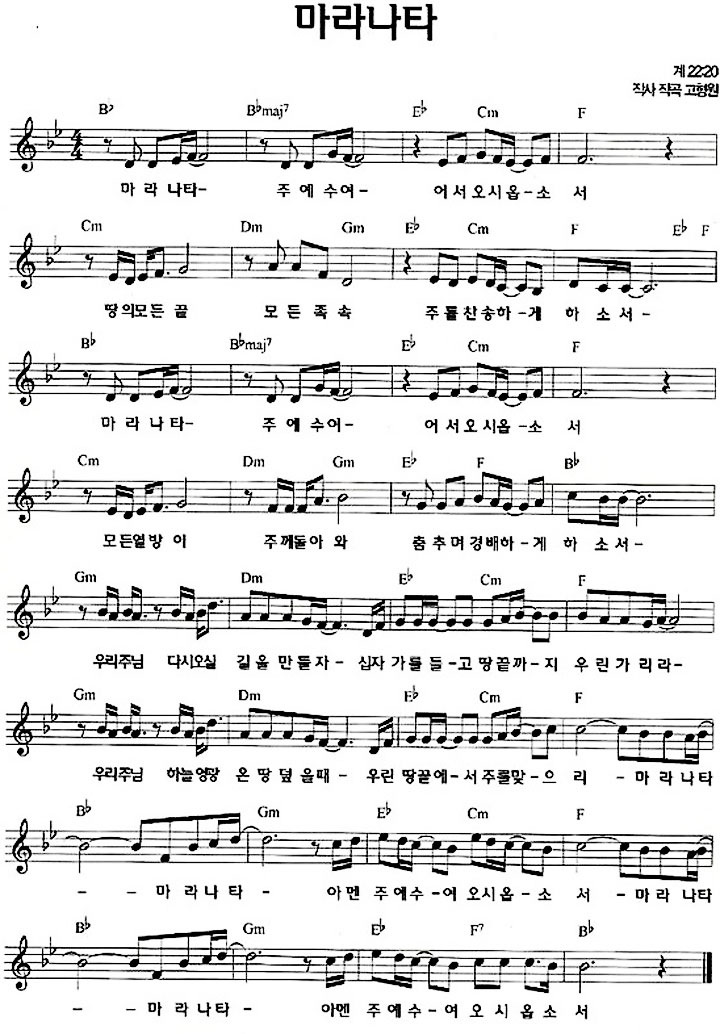 마라나타
계 22:20
작사 작곡 고형원
B♭ B♭maj7 E♭ Cm F
마 라 나타- 주 예 수여- 어서오시옵-소 서
Cm Dm Gm E♭ Cm F E♭ F
땅의모든 끝 모 든 족 속 주를찬송하-게 하 소서-
B♭ B♭maj7 E♭ Cm F
마 라 나타- 주 예 수여- 어서오시옵-소 서
Cm Dm Gm E♭ F B♭
모든열방 이 주께돌아 와 춤 추며경배하-게 하 소서-
Gm Dm E♭ Cm F
우리주님 다시오실 길을 만들자- 십자 가를 들-고 땅끝까-지 우린가리라-
Gm Dm E♭ Cm F
우리주님 하늘영광 온 땅 덮 을때- 우린 땅끝에-서주를맞-으 리 -마라나타
B♭ Gm E♭ Cm F
- - 마 라나타- 아멘 주예수-여 오시옵-소 서-마라 나타
B♭ Gm E♭ F7 B♭
- - 마 라나타- 아멘 주 예수-여 오 시옵소 서